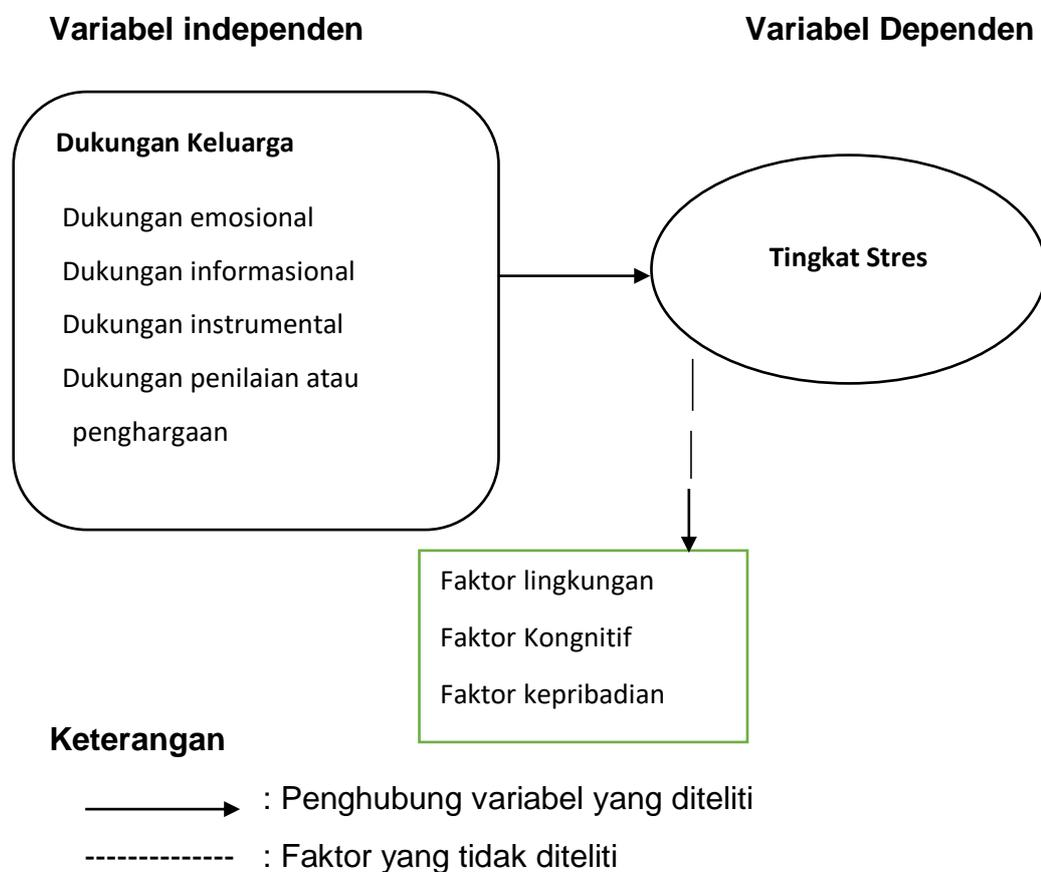 Variabel independen
Variabel Dependen
Dukungan Keluarga
Dukungan emosional
Dukungan informasional
Dukungan instrumental
Dukungan penilaian atau
penghargaan
Tingkat Stres
Faktor lingkungan
Faktor Kongnitif
Faktor kepribadian
Keterangan
: Penghubung variabel yang diteliti
: Faktor yang tidak diteliti